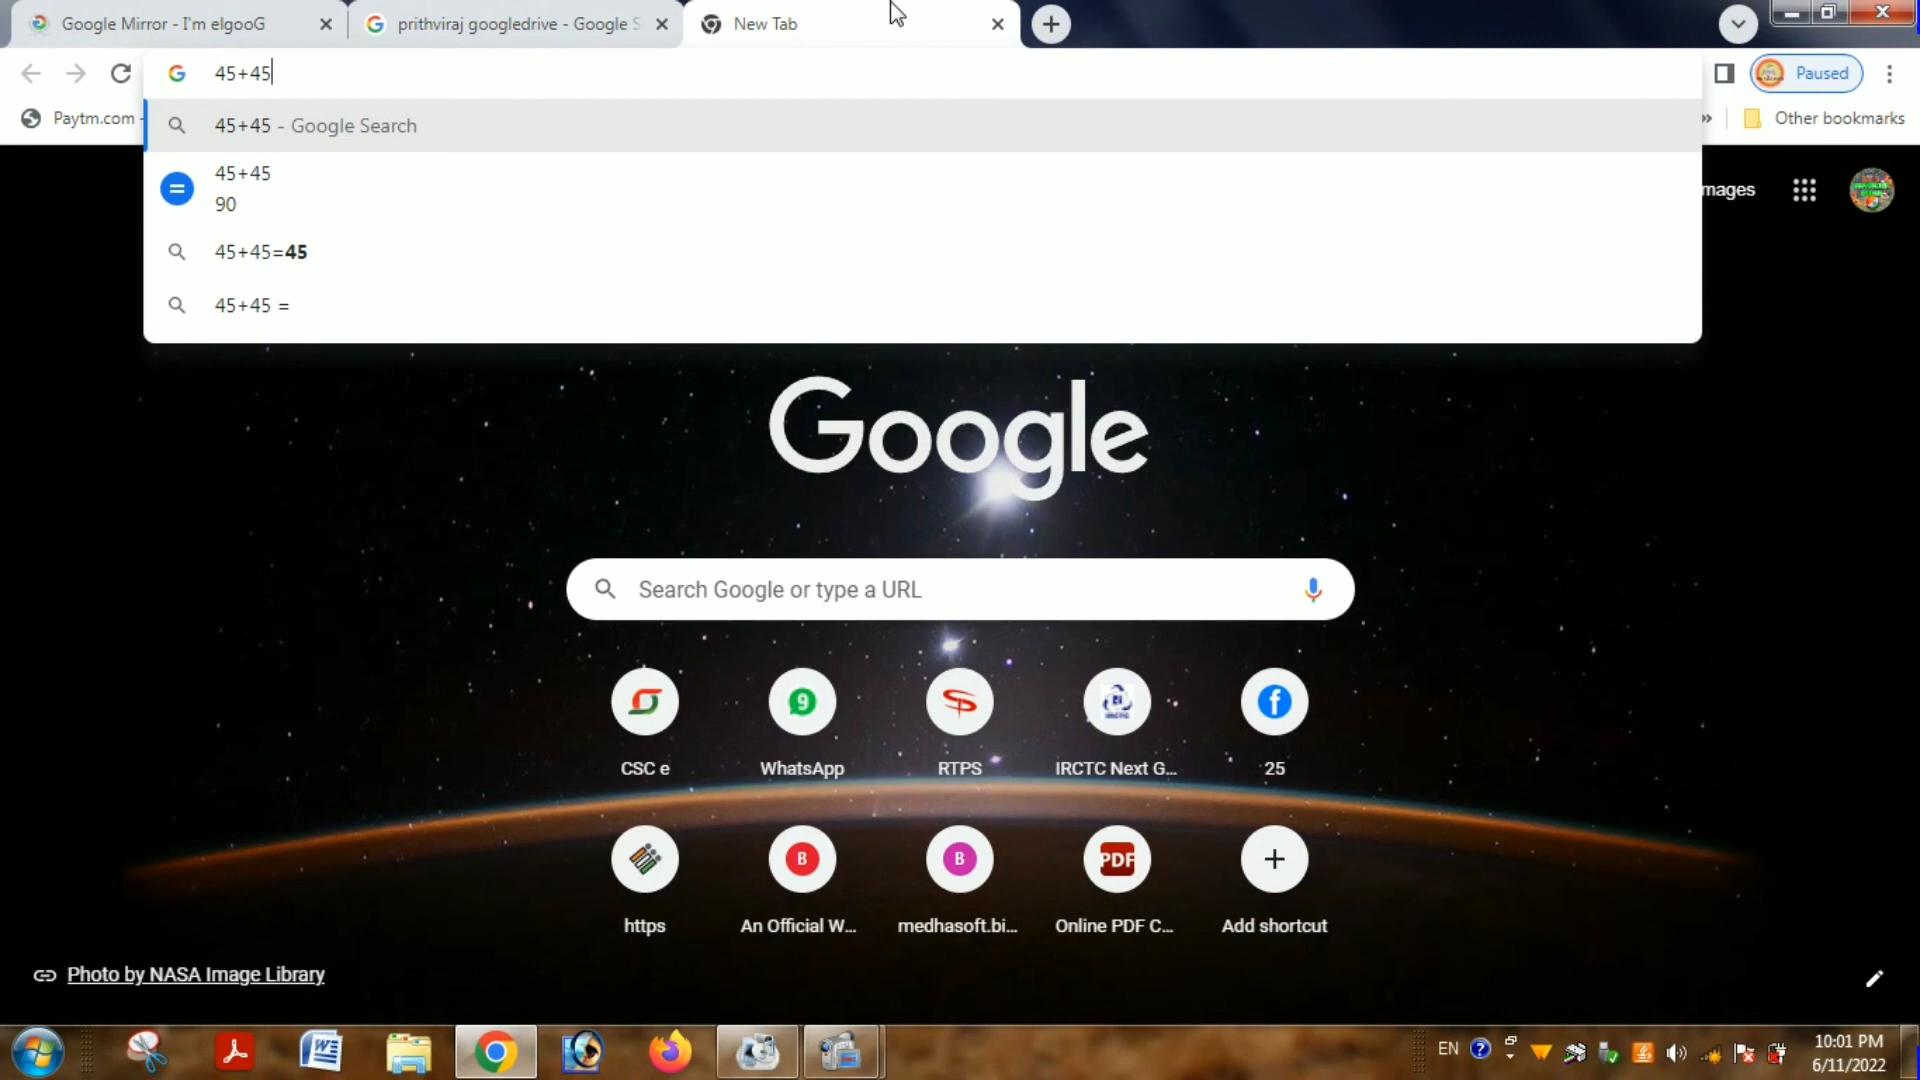 Google Mirror - I'm elgooG
prithviraj googledrive - Google S
New Tab
45+45
Paused
Paytm.com -
45+45 - Google Search
Other bookmarks
45+45
90
mages
45+45=45
45+45 =
Google
Search Google or type a URL
CSC e
WhatsApp
RTPS
IRCTC Next G...
25
https
An Official W...
medhasoft.bi...
Online PDF C...
Add shortcut
Photo by NASA Image Library
EN
10:01 PM
6/11/2022